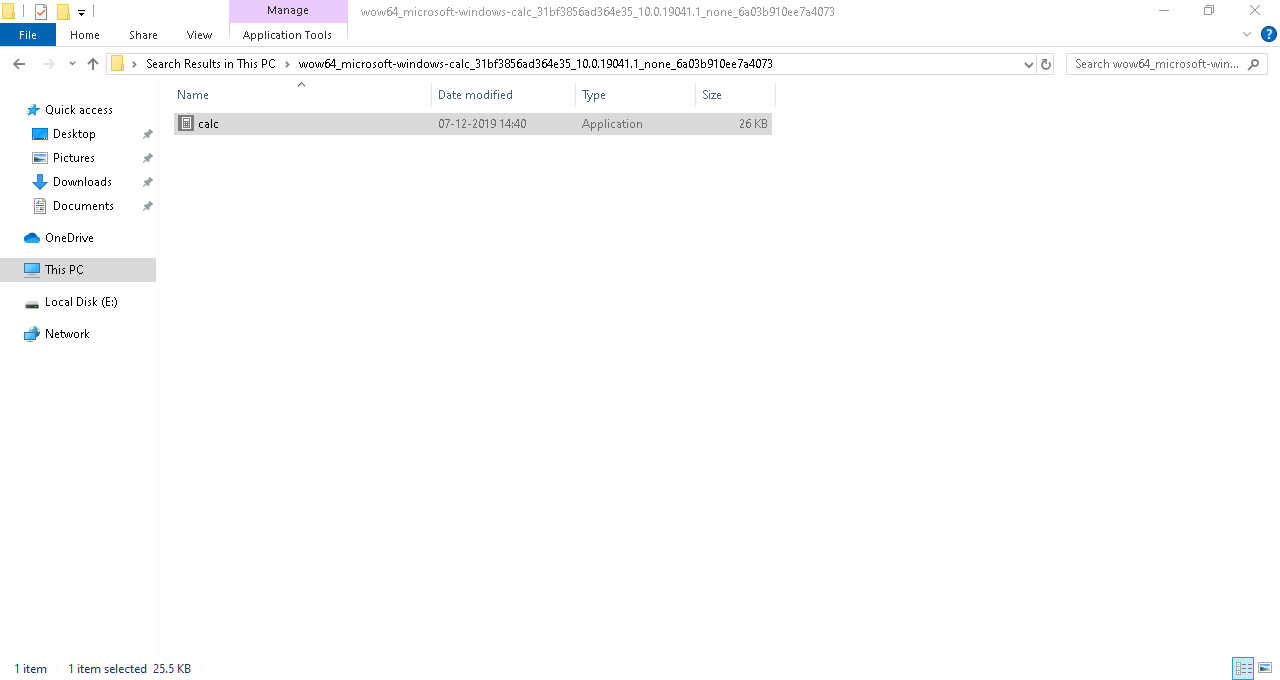 Manage
wow64_microsoft-windows-calc_31bf3856ad364e35_10.0.19041.1_none_6a03b910ee7a4073
File
Home
Share
View
Application Tools
?
Search Results in This PC
wow64_microsoft-windows-calc_31bf3856ad364e35_10.0.19041.1_none_6a03b910ee7a4073
Search wow64_microsoft-win...
Name
Date modified
Type
Size
calc
07-12-2019 14:40
Application
26 KB
Quick access
Desktop
Pictures
Downloads
Documents
OneDrive
This PC
Local Disk (E:)
Network
1 item
1 item selected 25.5 KB